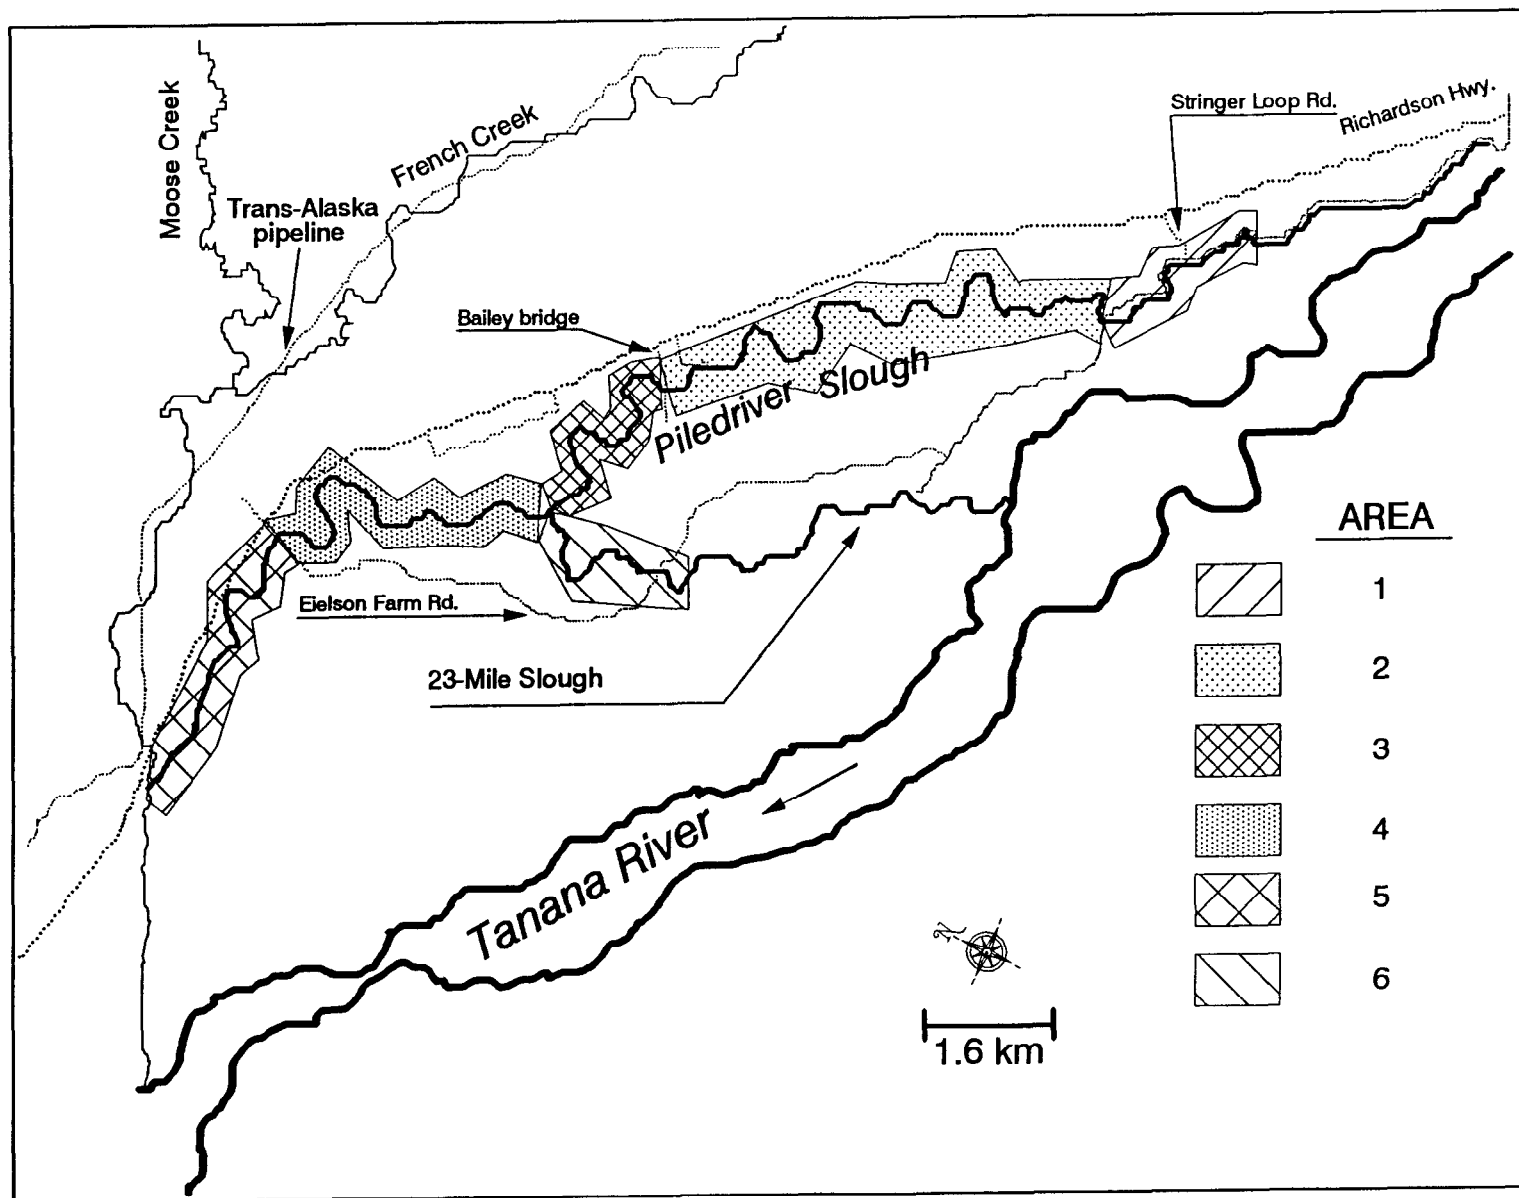 Moose Creek
French Creek
Trans-Alaska
pipeline
Stringer Loop Rd.
Richardson Hwy.
Bailey bridge
Piledriver Slough
Eielson Farm Rd.
23-Mile Slough
Tanana River
AREA
1
2
3
4
5
6
N
1.6 km